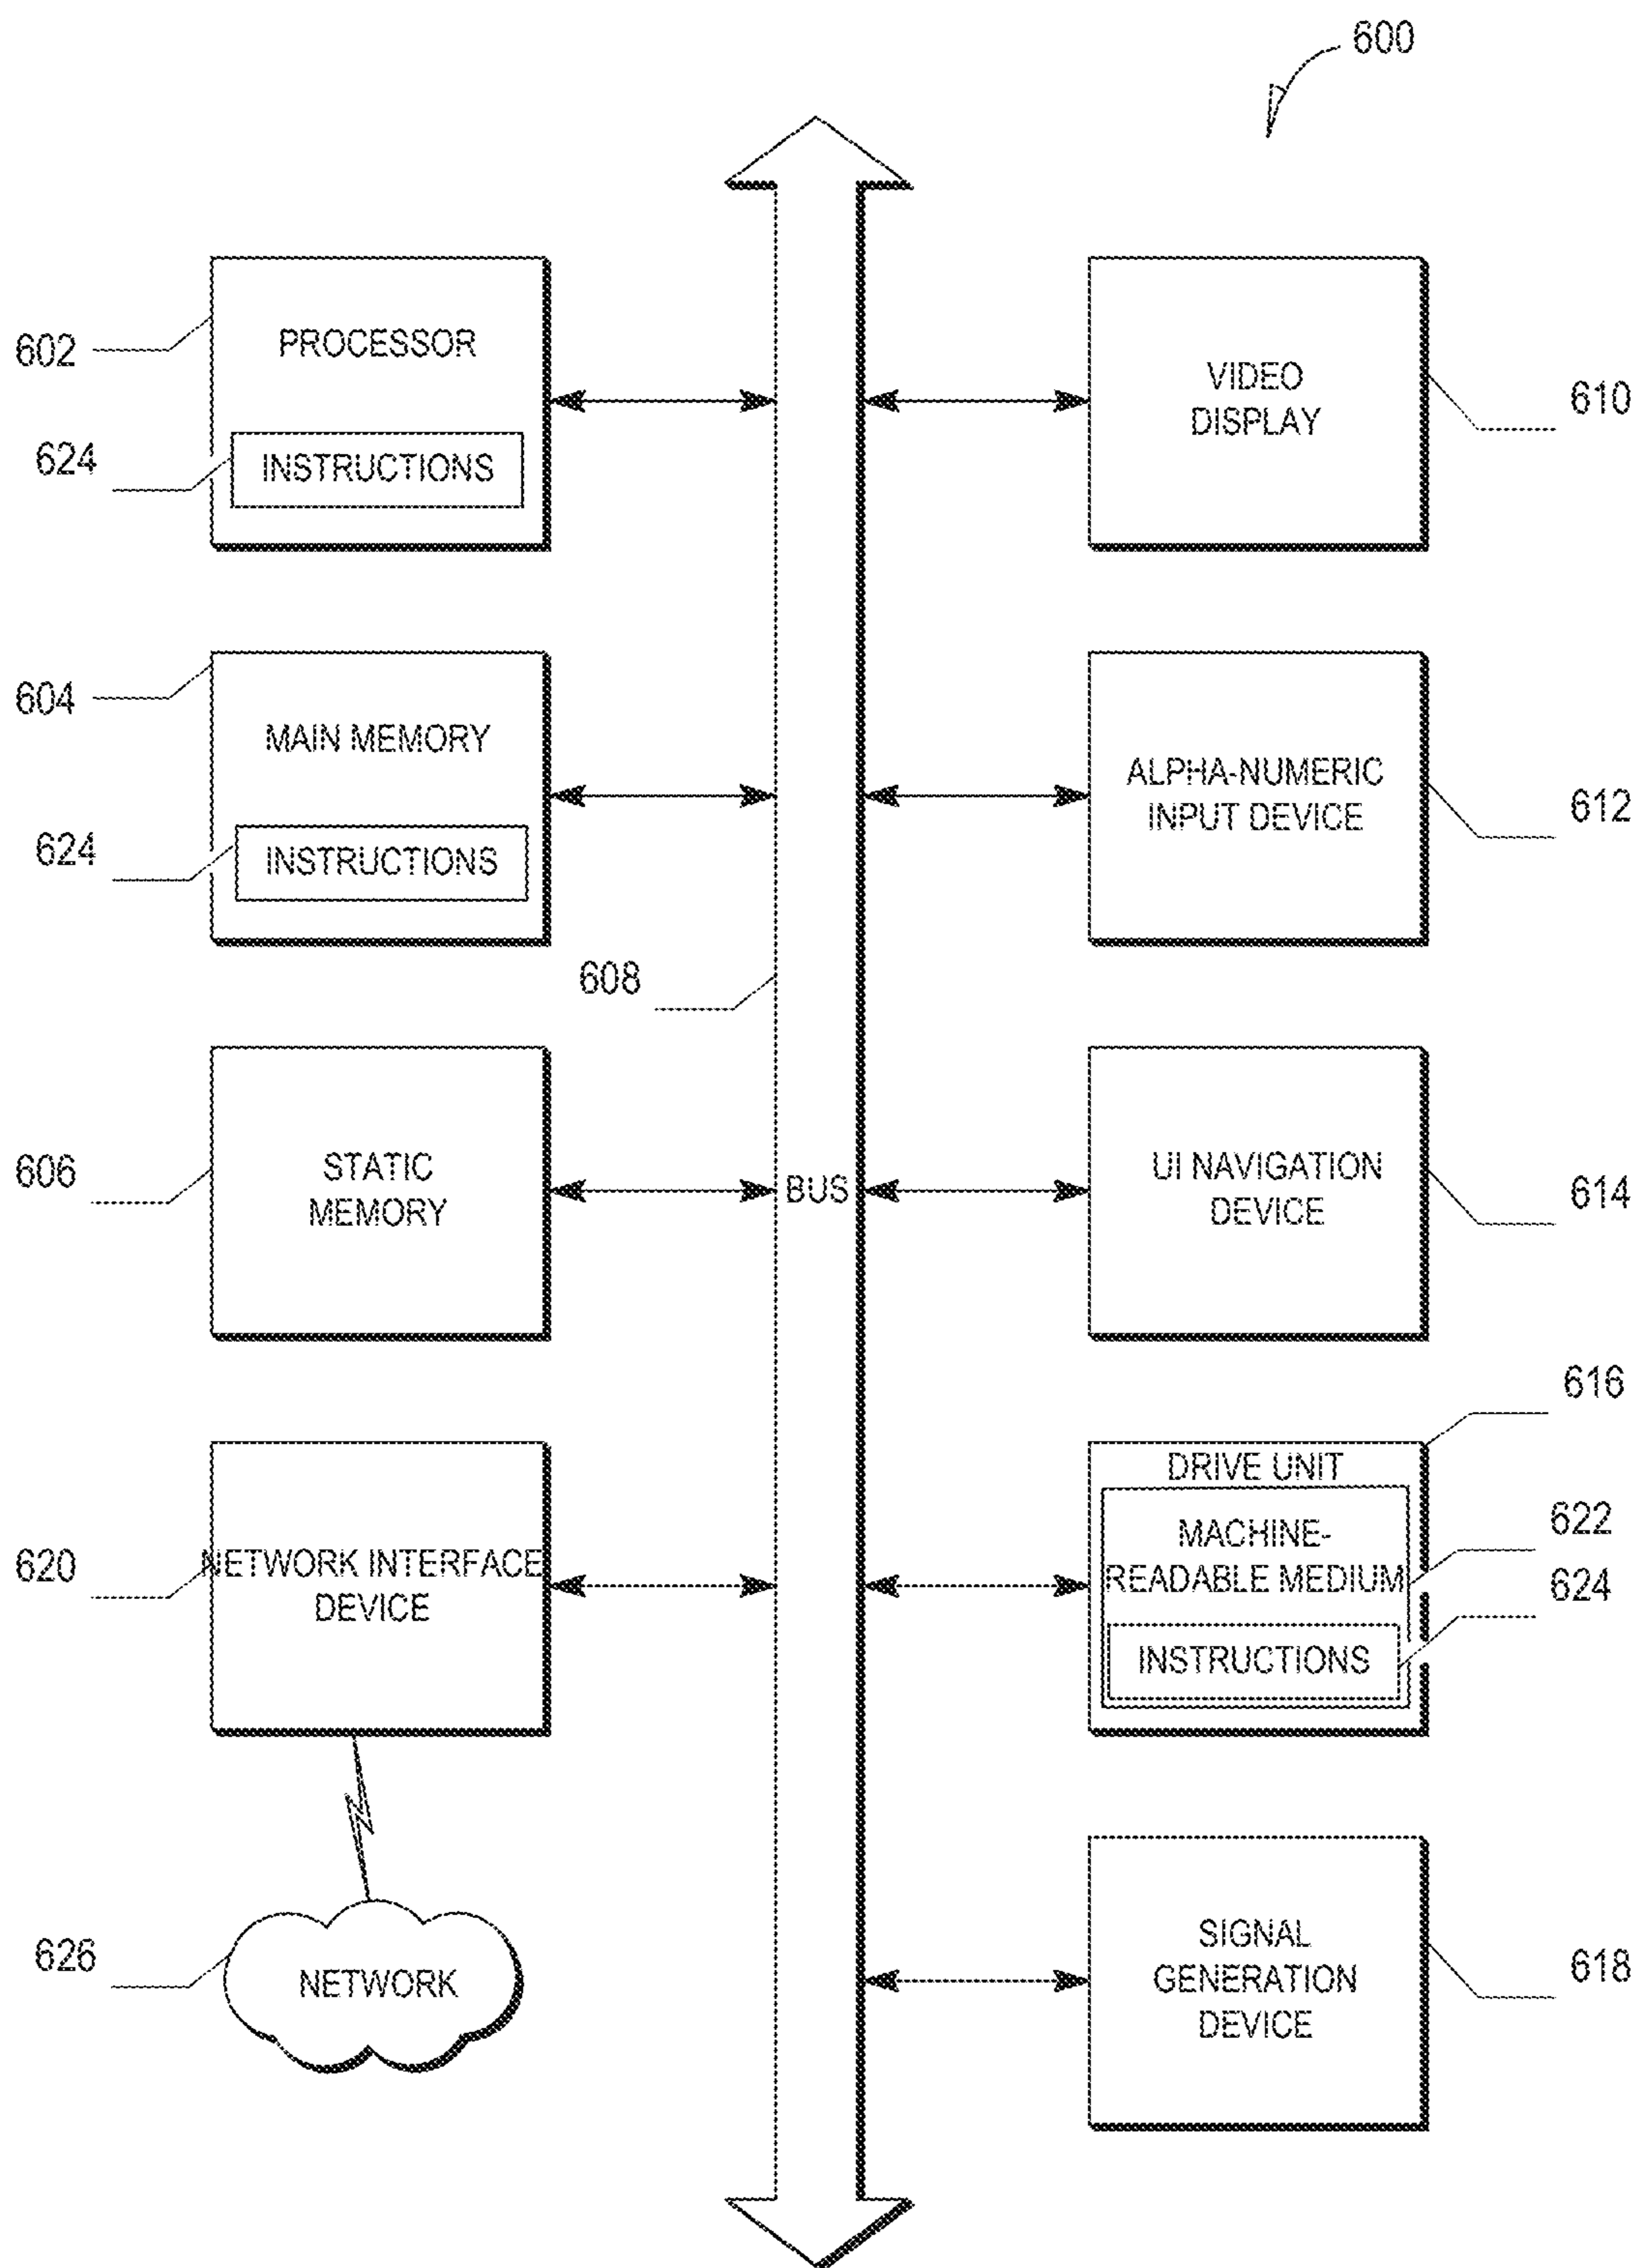 600
602
PROCESSOR
624
INSTRUCTIONS
VIDEO
DISPLAY
610
604
MAIN MEMORY
624
INSTRUCTIONS
ALPHA-NUMERIC
INPUT DEVICE
612
608
606
STATIC
MEMORY
BUS
UI NAVIGATION
DEVICE
614
620
NETWORK INTERFACE
DEVICE
616
DRIVE UNIT
622
MACHINE-
READABLE MEDIUM
624
INSTRUCTIONS
626
NETWORK
SIGNAL
GENERATION
DEVICE
618